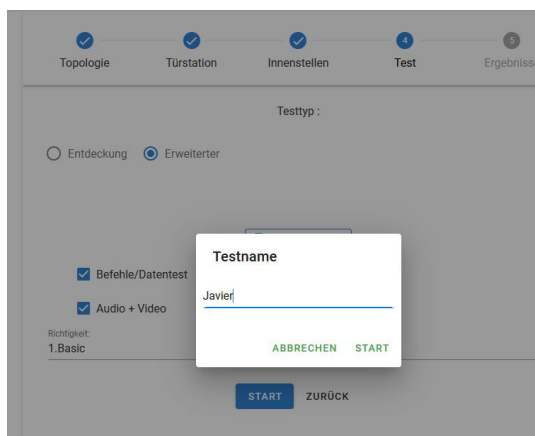 Topologie
Türstation
Innenstellen
4
Test
5
Ergebnisse
Testtyp :
Entdeckung
Erweiterter
Testname
Befehle/Datentest
Javier
Audio + Video
Richtigkeit:
1.Basic
ABBRECHEN
START
START
ZURÜCK